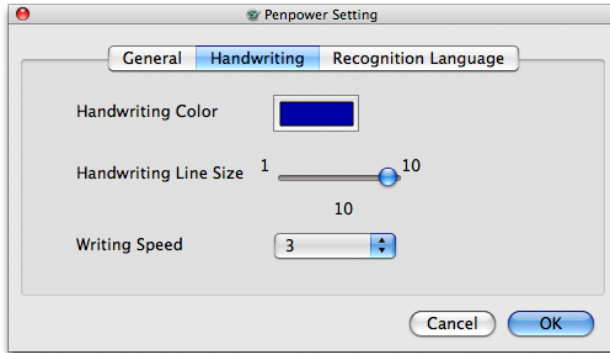 Penpower Setting
General Handwriting Recognition Language
Handwriting Color
Handwriting Line Size 1 10
10
Writing Speed 3
Cancel OK